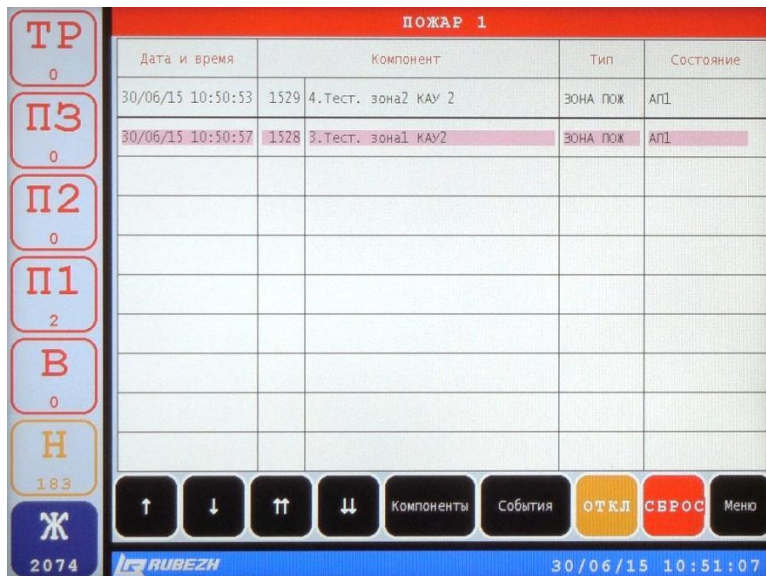 ПОЖАР 1
ТР
0
ПЗ
0
П2
0
П1
2
В
0
Н
183
Ж
2074
Дата и время Компонент Тип Состояние
30/06/15 10:50:53 1529 4.Тест. зона2 КАУ 2 ЗОНА ПОЖ АП1
30/06/15 10:50:57 1528 3.Тест. зона1 КАУ2 ЗОНА ПОЖ АП1
↑ ↓ ⇈ ⇊ Компоненты События ОТКЛ СБРОС Меню
RUBEZH 30/06/15 10:51:07